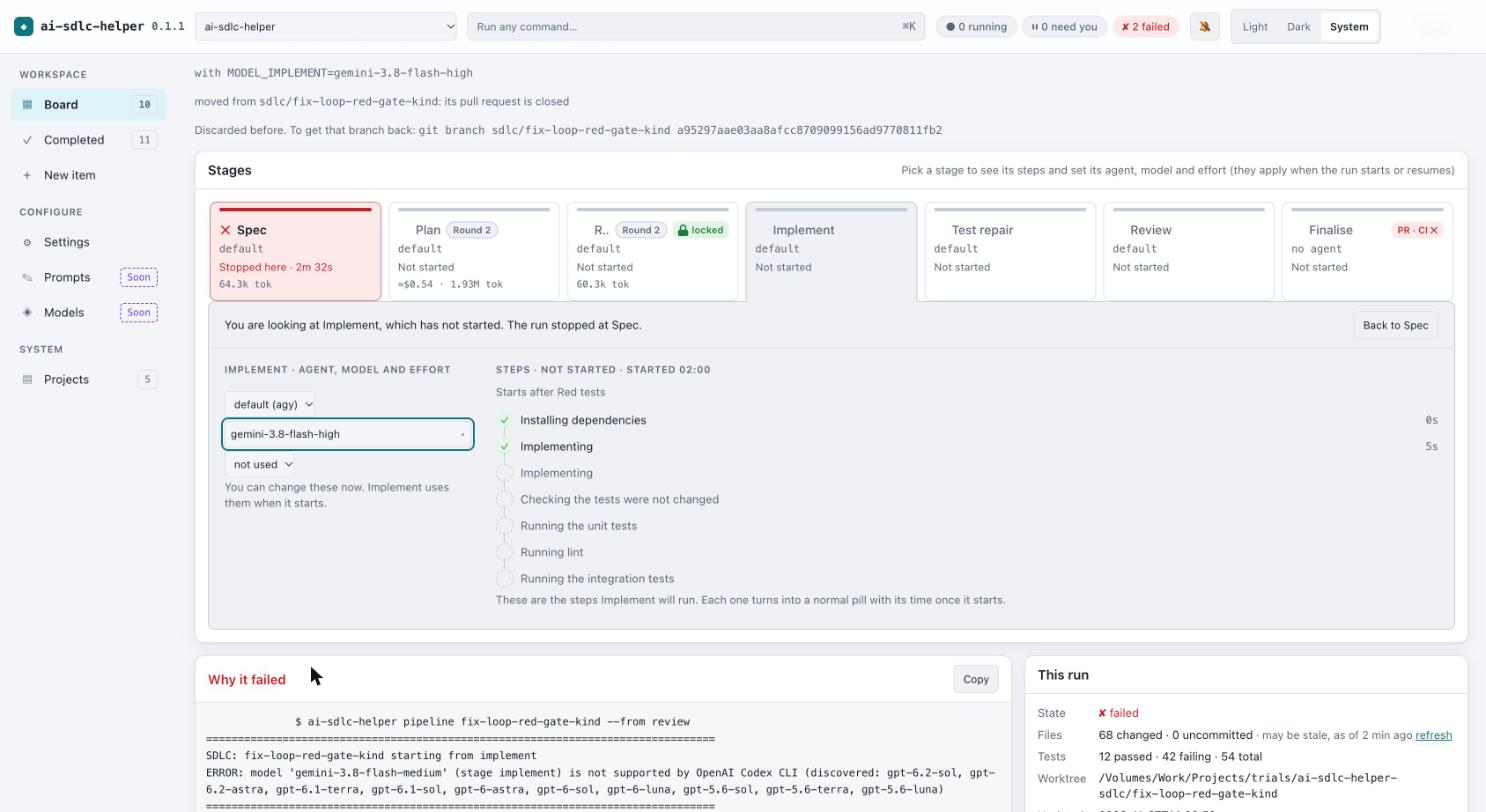 ai-sdlc-helper 0.1.1
ai-sdlc-helper
Run any command... ⌘K
0 running
0 need you
✘ 2 failed
Light Dark System
WORKSPACE
Board 10
Completed 11
New item
CONFIGURE
Settings
Prompts Soon
Models Soon
SYSTEM
Projects 5
with MODEL_IMPLEMENT=gemini-3.8-flash-high
moved from sdlc/fix-loop-red-gate-kind: its pull request is closed
Discarded before. To get that branch back: git branch sdlc/fix-loop-red-gate-kind a95297aae03aa8afcc8709099156ad9770811fb2
Stages
Pick a stage to see its steps and set its agent, model and effort (they apply when the run starts or resumes)
Spec
default
Stopped here · 2m 32s
64.3k tok
Plan Round 2
default
Not started
≈$0.54 · 1.93M tok
R.. Round 2 locked
default
Not started
60.3k tok
Implement
default
Not started
Test repair
default
Not started
Review
default
Not started
Finalise PR · CI ✕
no agent
Not started
You are looking at Implement, which has not started. The run stopped at Spec.
Back to Spec
IMPLEMENT · AGENT, MODEL AND EFFORT
default (agy)
gemini-3.8-flash-high
not used
You can change these now. Implement uses
them when it starts.
STEPS · NOT STARTED · STARTED 02:00
Starts after Red tests
Installing dependencies 0s
Implementing 5s
Implementing
Checking the tests were not changed
Running the unit tests
Running lint
Running the integration tests
These are the steps Implement will run. Each one turns into a normal pill with its time once it starts.
Why it failed
Copy
$ ai-sdlc-helper pipeline fix-loop-red-gate-kind --from review
==============================================================================
SDLC: fix-loop-red-gate-kind starting from implement
ERROR: model 'gemini-3.8-flash-medium' (stage implement) is not supported by OpenAI Codex CLI (discovered: gpt-6.2-sol, gpt-
6.2-astra, gpt-6.1-terra, gpt-6.1-sol, gpt-6-astra, gpt-6-sol, gpt-6-luna, gpt-5.6-sol, gpt-5.6-terra, gpt-5.6-luna)
==============================================================================
This run
State ✘ failed
Files 68 changed · 0 uncommitted · may be stale, as of 2 min ago refresh
Tests 12 passed · 42 failing · 54 total
Worktree /Volumes/Work/Projects/trials/ai-sdlc-helper-
sdlc/fix-loop-red-gate-kind